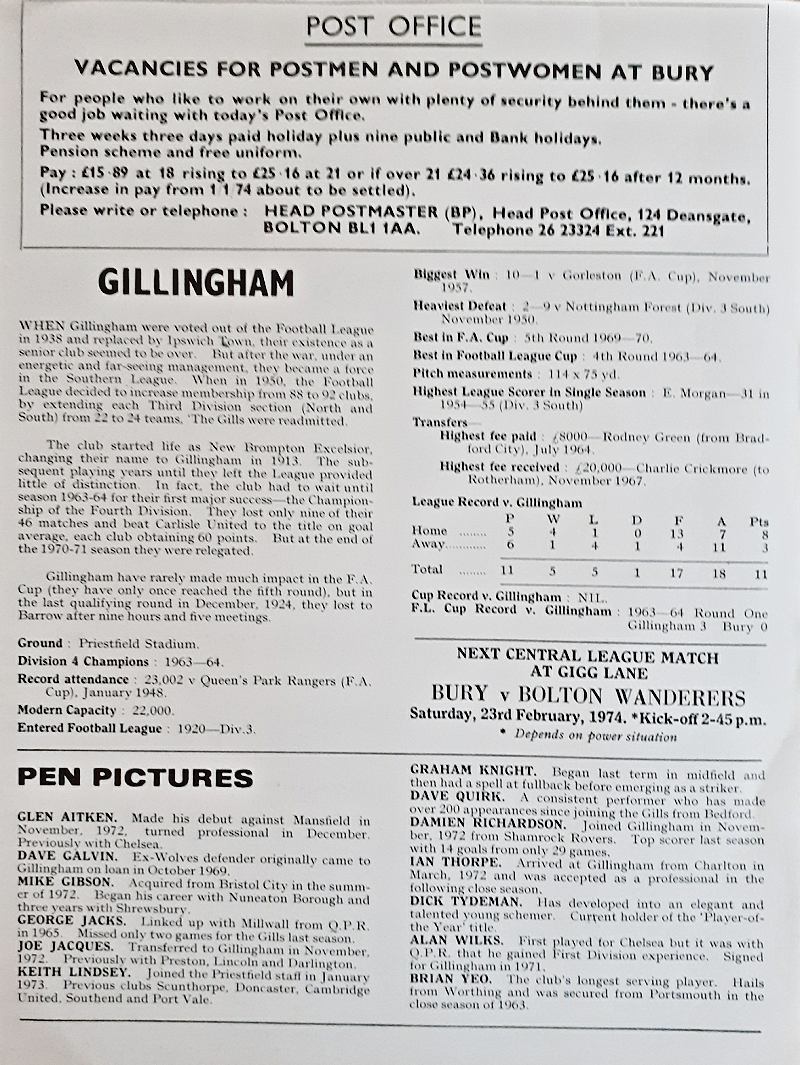 POST OFFICE
VACANCIES FOR POSTMEN AND POSTWOMEN AT BURY
For people who like to work on their own with plenty of security behind them - there's a
good job waiting with today's Post Office.
Three weeks three days paid holiday plus nine public and Bank holidays.
Pension scheme and free uniform.
Pay : £15·89 at 18 rising to £25·16 at 21 or if over 21 £24·36 rising to £25·16 after 12 months.
(Increase in pay from 1 1 74 about to be settled).
Please write or telephone : HEAD POSTMASTER (BP), Head Post Office, 124 Deansgate,
BOLTON BL1 1AA. Telephone 26 23324 Ext. 221
GILLINGHAM
WHEN Gillingham were voted out of the Football League
in 1938 and replaced by Ipswich Town, their existence as a
senior club seemed to be over. But after the war, under an
energetic and far-seeing management, they became a force
in the Southern League. When in 1950, the Football
League decided to increase membership from 88 to 92 clubs,
by extending each Third Division section (North and
South) from 22 to 24 teams, 'The Gills were readmitted.
The club started life as New Brompton Excelsior,
changing their name to Gillingham in 1913. The sub-
sequent playing years until they left the League provided
little of distinction. In fact, the club had to wait until
season 1963-64 for their first major success—the Champion-
ship of the Fourth Division. They lost only nine of their
46 matches and beat Carlisle United to the title on goal
average, each club obtaining 60 points. But at the end of
the 1970-71 season they were relegated.
Gillingham have rarely made much impact in the F.A.
Cup (they have only once reached the fifth round), but in
the last qualifying round in December, 1924, they lost to
Barrow after nine hours and five meetings.
Ground : Priestfield Stadium.
Division 4 Champions : 1963—64.
Record attendance : 23,002 v Queen's Park Rangers (F.A.
Cup), January 1948.
Modern Capacity : 22,000.
Entered Football League : 1920—Div.3.
Biggest Win : 10—1 v Gorleston (F.A. Cup), November
1957.
Heaviest Defeat : 2—9 v Nottingham Forest (Div. 3 South)
November 1950.
Best in F.A. Cup : 5th Round 1969—70.
Best in Football League Cup : 4th Round 1963—64.
Pitch measurements : 114 x 75 yd.
Highest League Scorer in Single Season : E. Morgan—31 in
1954—55 (Div. 3 South)
Transfers—
Highest fee paid : £8000—Rodney Green (from Brad-
ford City), July 1964.
Highest fee received : £20,000—Charlie Crickmore (to
Rotherham), November 1967.
League Record v. Gillingham
P W L D F A Pts
Home ........ 5 4 1 0 13 7 8
Away............ 6 1 4 1 4 11 3
Total ........ 11 5 5 1 17 18 11
Cup Record v. Gillingham : NIL.
F.L. Cup Record v. Gillingham : 1963—64 Round One
Gillingham 3 Bury 0
NEXT CENTRAL LEAGUE MATCH
AT GIGG LANE
BURY v BOLTON WANDERERS
Saturday, 23rd February, 1974. *Kick-off 2-45 p.m.
* Depends on power situation
PEN PICTURES
GLEN AITKEN. Made his debut against Mansfield in
November, 1972, turned professional in December.
Previously with Chelsea.
DAVE GALVIN. Ex-Wolves defender originally came to
Gillingham on loan in October 1969.
MIKE GIBSON. Acquired from Bristol City in the summ-
er of 1972. Began his career with Nuneaton Borough and
three years with Shrewsbury.
GEORGE JACKS. Linked up with Millwall from Q.P.R.
in 1965. Missed only two games for the Gills last season.
JOE JACQUES. Transferred to Gillingham in November,
1972. Previously with Preston, Lincoln and Darlington.
KEITH LINDSEY. Joined the Priestfield staff in January
1973. Previous clubs Scunthorpe, Doncaster, Cambridge
United, Southend and Port Vale.
GRAHAM KNIGHT. Began last term in midfield and
then had a spell at fullback before emerging as a striker.
DAVE QUIRK. A consistent performer who has made
over 200 appearances since joining the Gills from Bedford.
DAMIEN RICHARDSON. Joined Gillingham in Novem-
ber, 1972 from Shamrock Rovers. Top scorer last season
with 14 goals from only 29 games.
IAN THORPE. Arrived at Gillingham from Charlton in
March, 1972 and was accepted as a professional in the
following close season.
DICK TYDEMAN. Has developed into an elegant and
talented young schemer. Current holder of the 'Player-of-
the Year' title.
ALAN WILKS. First played for Chelsea but it was with
Q.P.R. that he gained First Division experience. Signed
for Gillingham in 1971.
BRIAN YEO. The club's longest serving player. Hails
from Worthing and was secured from Portsmouth in the
close season of 1963.